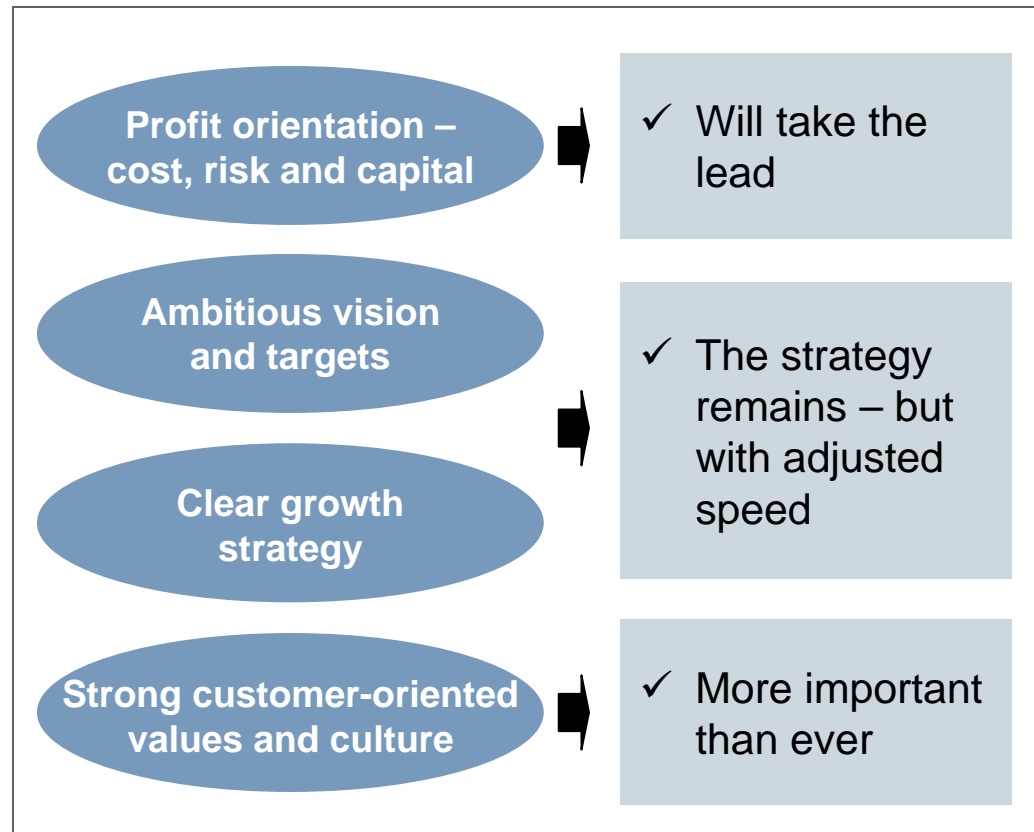 Profit orientation –
cost, risk and capital
✓ Will take the
lead
Ambitious vision
and targets
Clear growth
strategy
✓ The strategy
remains – but
with adjusted
speed
Strong customer-oriented
values and culture
✓ More important
than ever